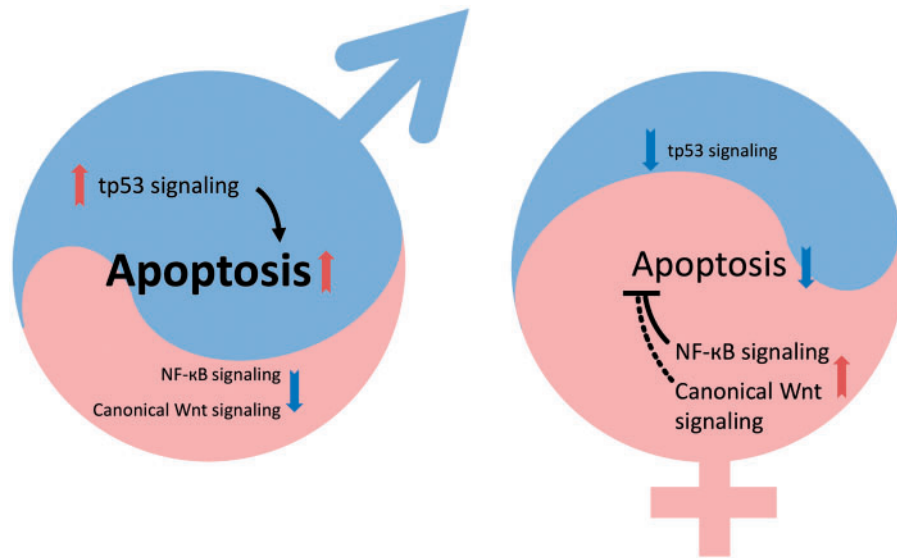 tp53 signaling
Apoptosis
NF-κB signaling
Canonical Wnt signaling
tp53 signaling
Apoptosis
NF-κB signaling
Canonical Wnt
signaling